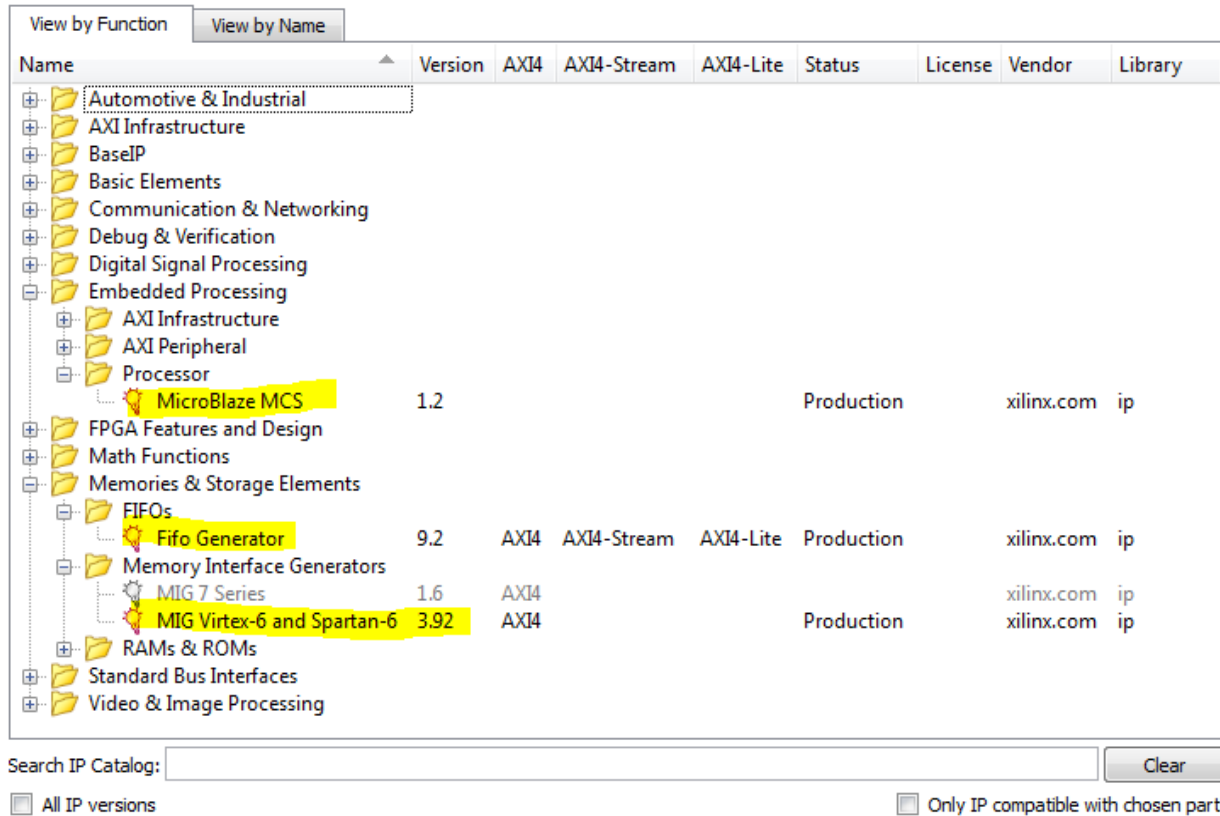 View by Function View by Name
Name Version AXI4 AXI4-Stream AXI4-Lite Status License Vendor Library
Automotive & Industrial
AXI Infrastructure
BaseIP
Basic Elements
Communication & Networking
Debug & Verification
Digital Signal Processing
Embedded Processing
AXI Infrastructure
AXI Peripheral
Processor
MicroBlaze MCS 1.2 Production xilinx.com ip
FPGA Features and Design
Math Functions
Memories & Storage Elements
FIFOs
Fifo Generator 9.2 AXI4 AXI4-Stream AXI4-Lite Production xilinx.com ip
Memory Interface Generators
MIG 7 Series 1.6 AXI4 xilinx.com ip
MIG Virtex-6 and Spartan-6 3.92 AXI4 Production xilinx.com ip
RAMs & ROMs
Standard Bus Interfaces
Video & Image Processing
Search IP Catalog: Clear
All IP versions Only IP compatible with chosen part